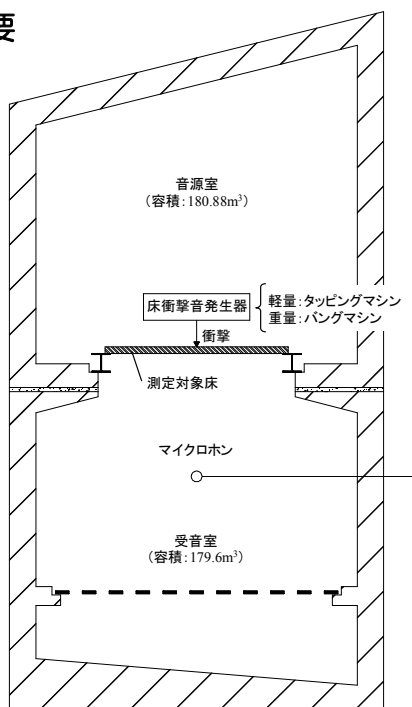 要
音源室
(容積:180.88m³)
床衝撃音発生器
軽量:タッピングマシン
重量:バングマシン
衝撃
測定対象床
マイクロホン
受音室
(容積:179.6m³)